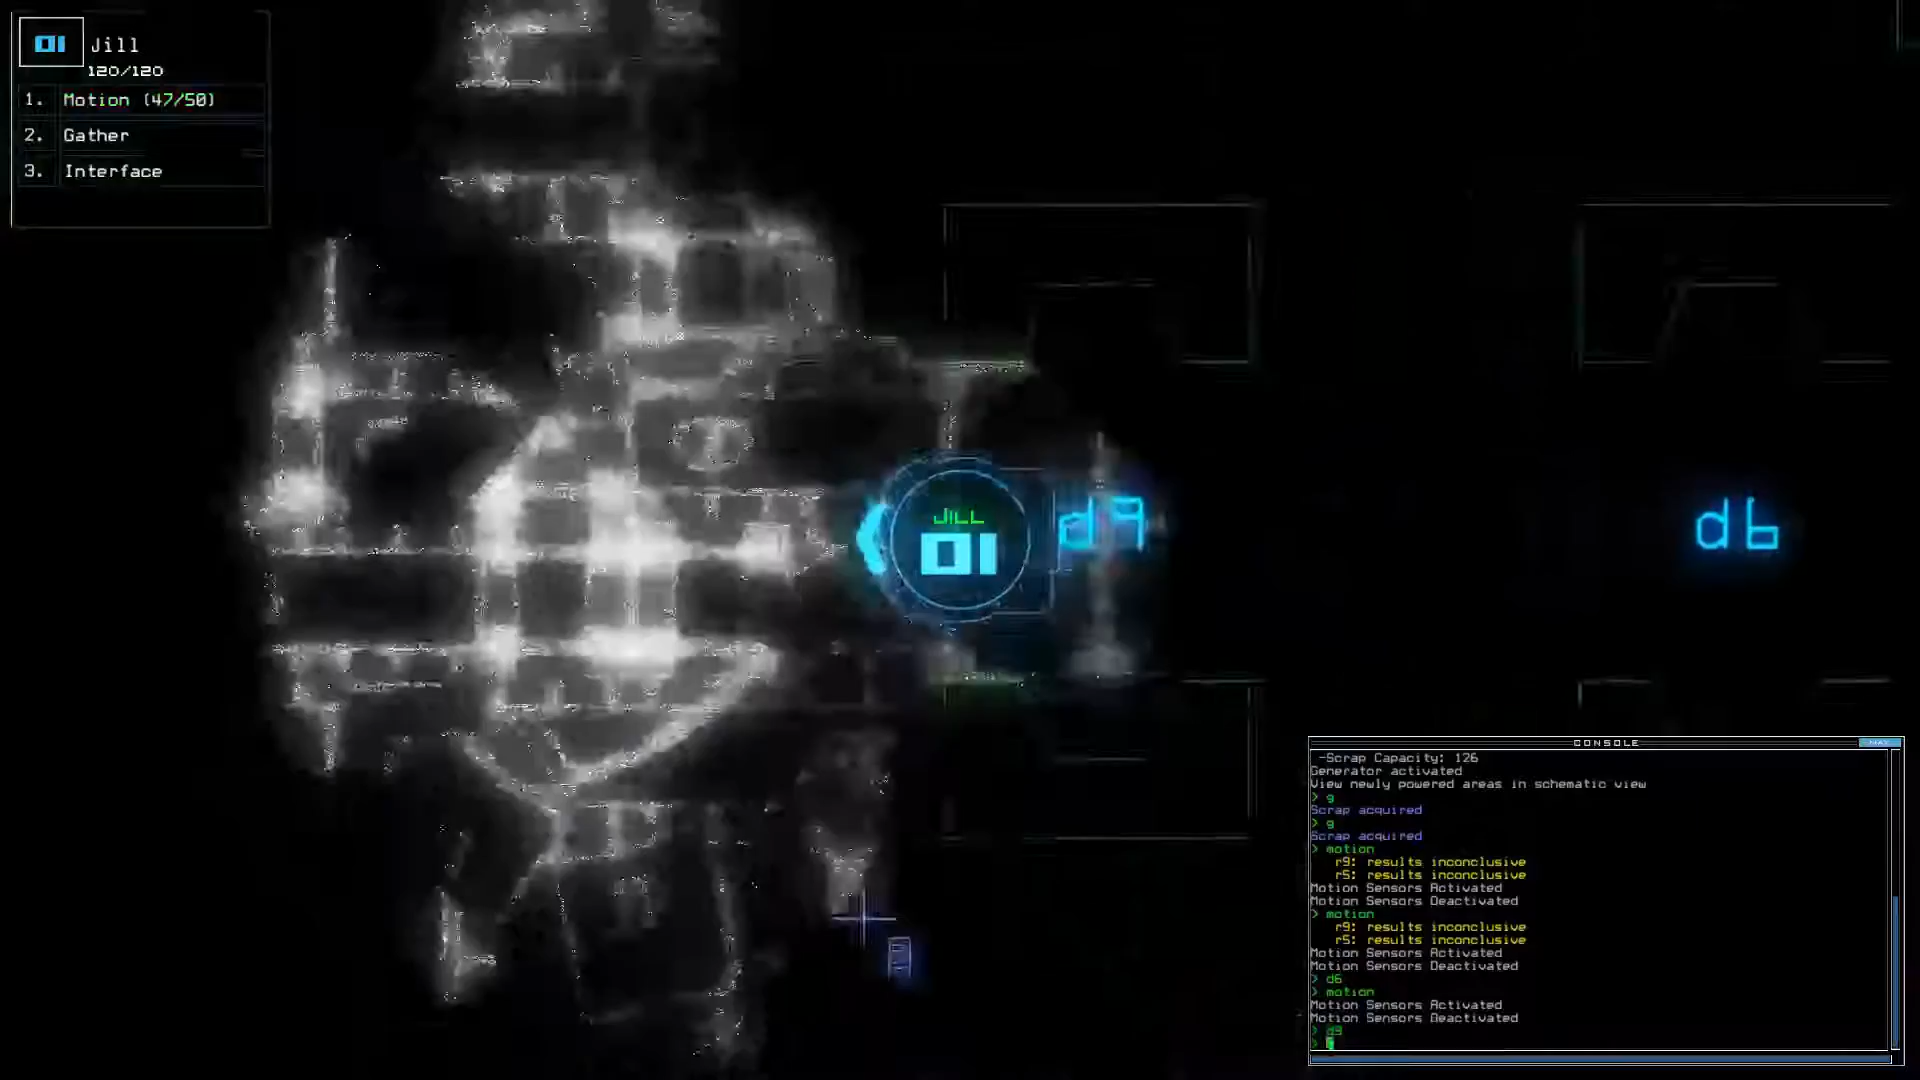 01 Jill
120/120
1. Motion (47/50)
2. Gather
3. Interface
JILL
01
d9
d6
CONSOLE
-Scrap Capacity: 126
Generator activated
View newly powered areas in schematic view
> g
Scrap acquired
> g
Scrap acquired
> motion
r9: results inconclusive
r5: results inconclusive
Motion Sensors Activated
Motion Sensors Deactivated
> motion
r9: results inconclusive
r5: results inconclusive
Motion Sensors Activated
Motion Sensors Deactivated
> d6
> motion
Motion Sensors Activated
Motion Sensors Deactivated
> d9
>